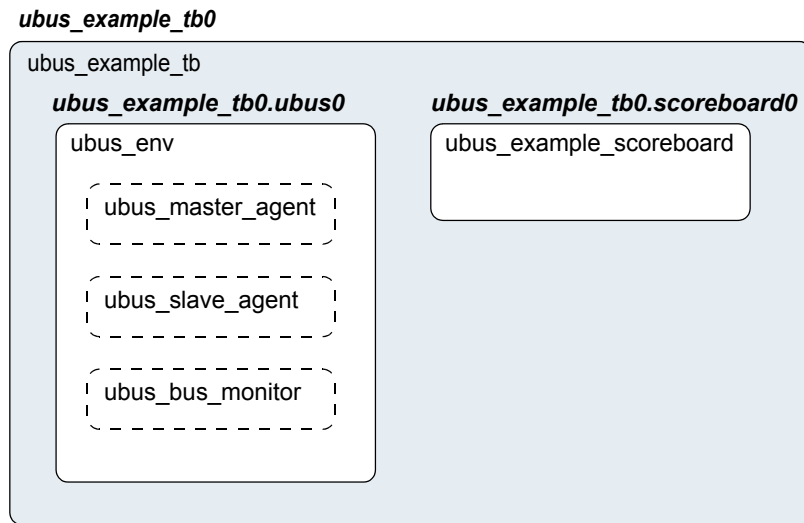 ubus_example_tb0
ubus_example_tb
ubus_example_tb0.ubus0
ubus_env
ubus_master_agent
ubus_slave_agent
ubus_bus_monitor
ubus_example_tb0.scoreboard0
ubus_example_scoreboard